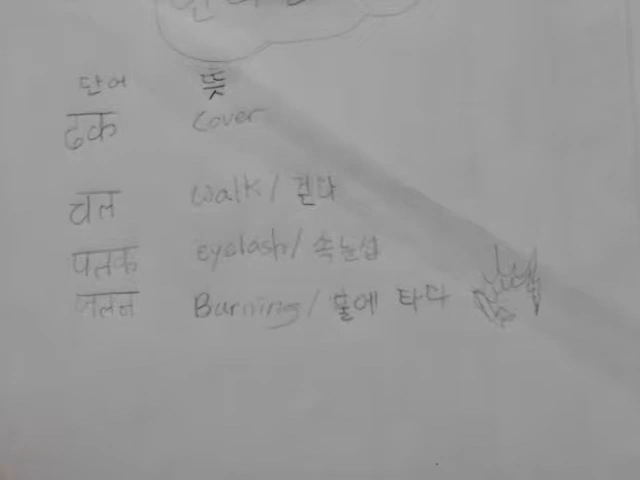 단어 뜻
ढक cover
चल walk/ 걷다
पलक eyelash/ 속눈섭
जलन Burning/ 불에 타다